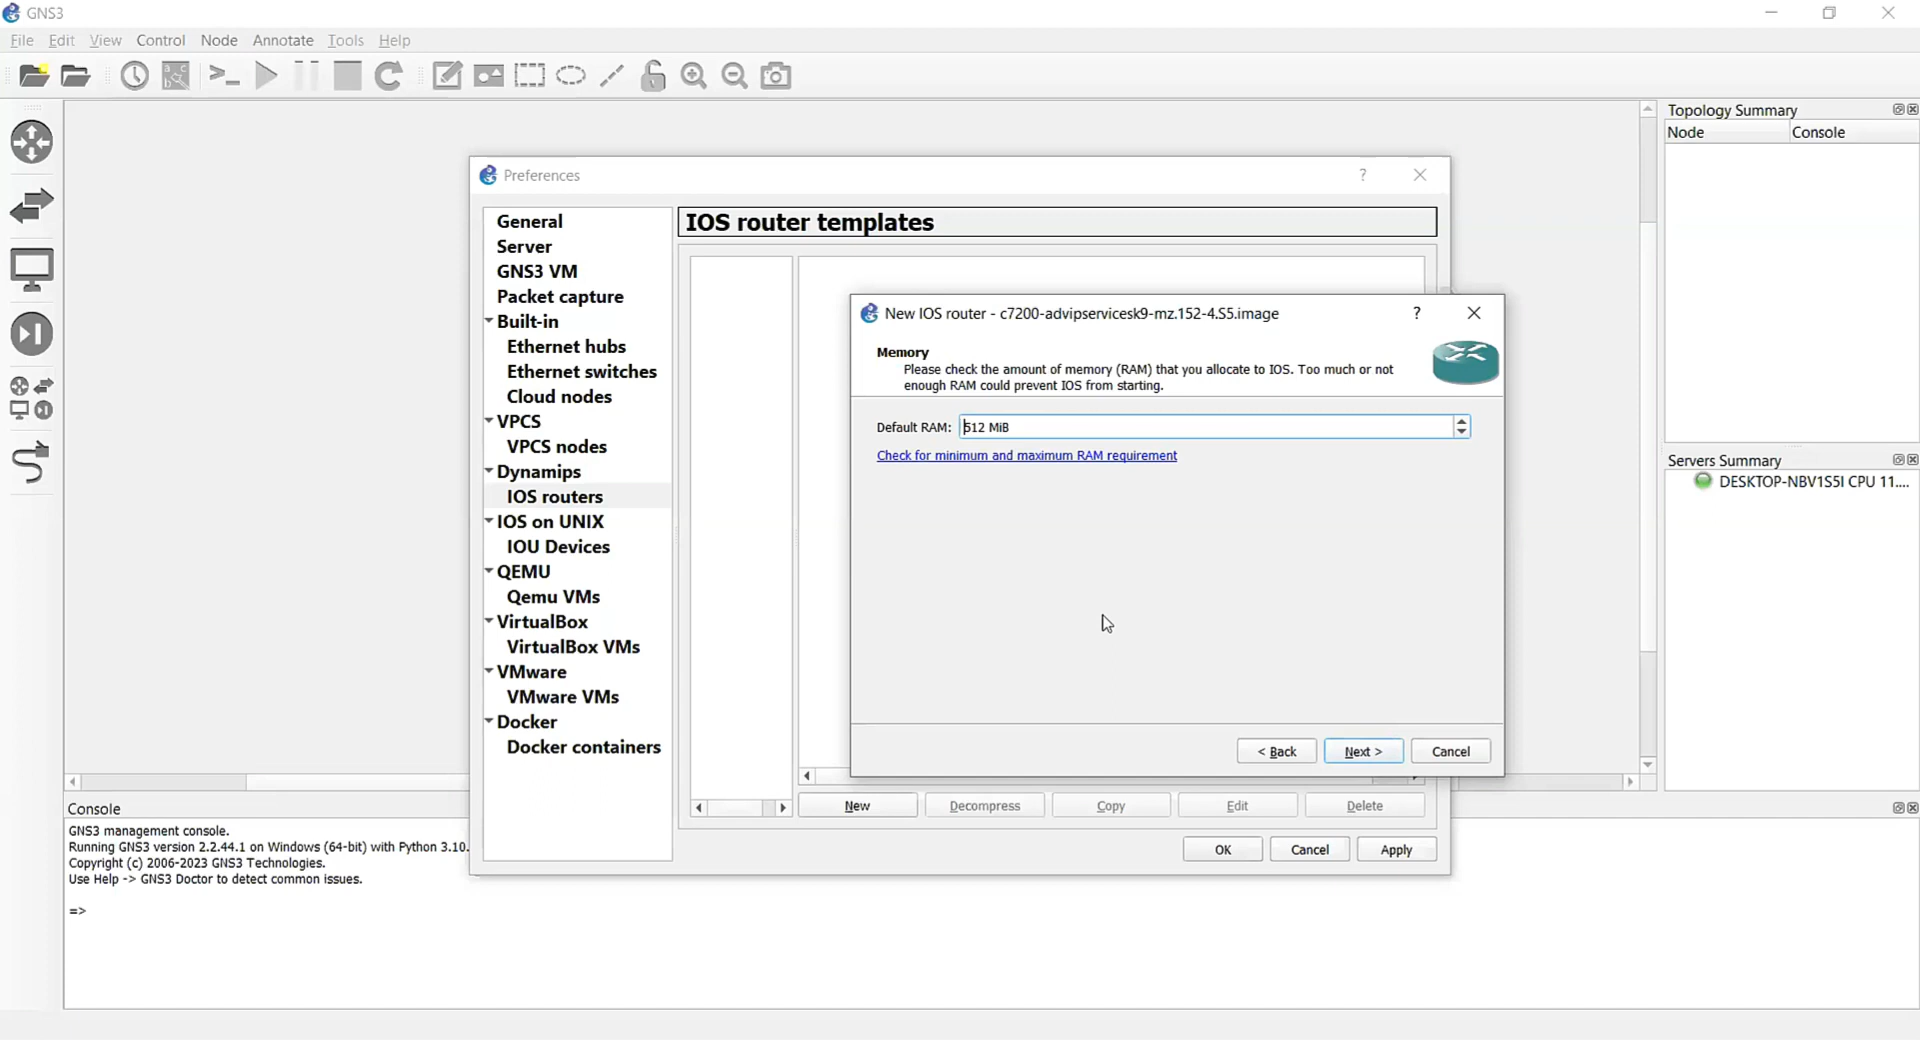 GNS3
File Edit View Control Node Annotate Tools Help
Topology Summary
Node Console
Preferences
General
Server
GNS3 VM
Packet capture
Built-in
Ethernet hubs
Ethernet switches
Cloud nodes
VPCS
VPCS nodes
Dynamips
IOS routers
IOS on UNIX
IOU Devices
QEMU
Qemu VMs
VirtualBox
VirtualBox VMs
VMware
VMware VMs
Docker
Docker containers
IOS router templates
New IOS router - c7200-advipservicesk9-mz.152-4.S5.image
Memory
Please check the amount of memory (RAM) that you allocate to IOS. Too much or not
enough RAM could prevent IOS from starting.
Default RAM: 512 MiB
Check for minimum and maximum RAM requirement
< Back Next > Cancel
New Decompress Copy Edit Delete
OK Cancel Apply
Servers Summary
DESKTOP-NBV1S5I CPU 11....
Console
GNS3 management console.
Running GNS3 version 2.2.44.1 on Windows (64-bit) with Python 3.10.
Copyright (c) 2006-2023 GNS3 Technologies.
Use Help -> GNS3 Doctor to detect common issues.
=>